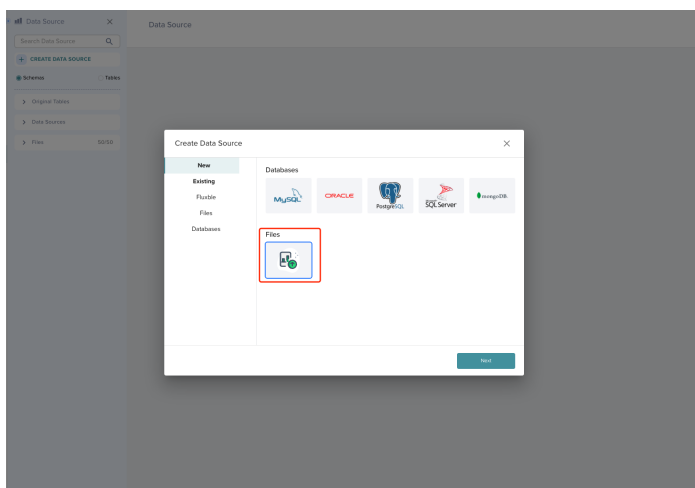 Data Source
Data Source
Search Data Source
CREATE DATA SOURCE
Schemas Tables
Original Tables
Data Sources
Files 50/50
Create Data Source
New
Existing
Fluxble
Files
Databases
Databases
MySQL
ORACLE
PostgreSQL
SQL Server
mongoDB
Files
Next